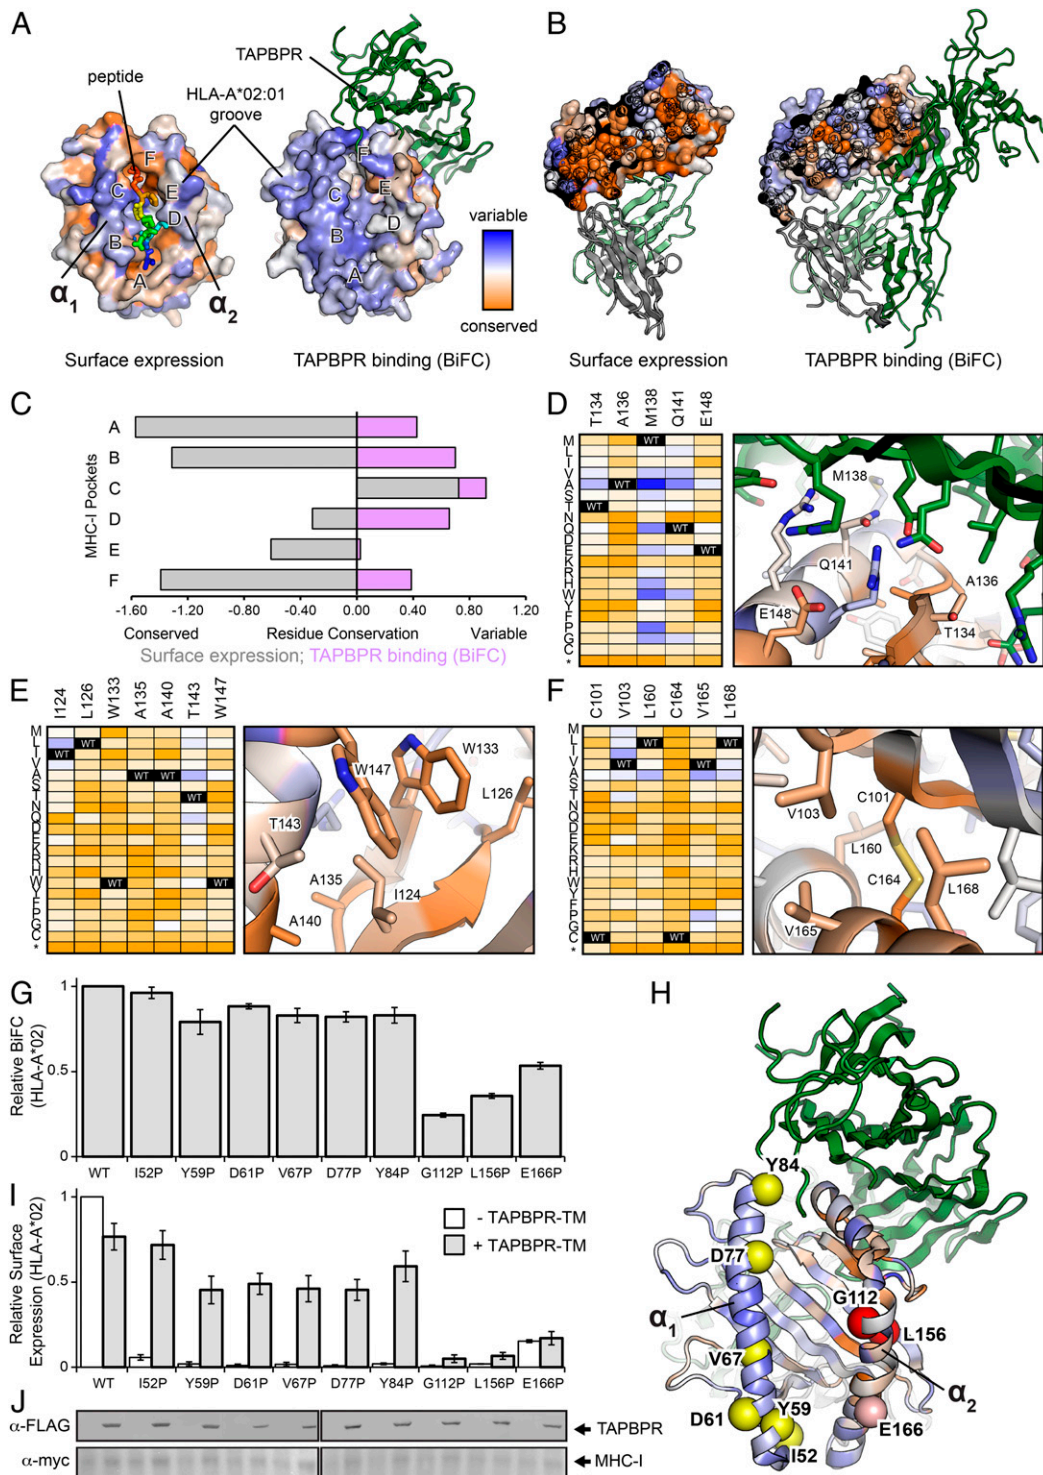 A
TAPBPR
peptide
HLA-A*02:01
groove
F
C
E
D
B
A
α1
α2
F
C
E
D
B
A
variable
conserved
Surface expression
TAPBPR binding (BiFC)
B
Surface expression
TAPBPR binding (BiFC)
C
MHC-I Pockets
A
B
C
D
E
F
-1.60 -0.80 -0.40 0.00 0.40 0.80 1.20
Conserved Residue Conservation Variable
Surface expression; TAPBPR binding (BiFC)
D
T134 A136 M138 Q141 E148
M
L
I
V
A
S
T
N
Q
D
E
K
R
H
W
Y
F
P
G
C
*
WT
WT
WT
WT
WT
M138
Q141
A136
E148
T134
E
I124 L126 W133 A135 A140 T143 W147
M
L
I
V
A
S
T
N
Q
D
E
K
R
H
W
Y
F
P
G
C
*
WT
WT
WT WT
WT
WT WT
W133
W147
L126
T143
A135
I124
A140
F
C101 V103 L160 C164 V165 L168
M
L
I
V
A
S
T
N
Q
D
E
K
R
H
W
Y
F
P
G
C
*
WT WT
WT WT
WT WT
C101
V103
L160
C164
L168
V165
G
Relative BiFC
(HLA-A*02)
1
0.5
0
WT I52P Y59P D61P V67P D77P Y84P G112P L156P E166P
H
Y84
D77
G112
α1
L156
V67
α2
D61
Y59
E166
I52
I
Relative Surface
Expression (HLA-A*02)
1
0.5
0
- TAPBPR-TM
+ TAPBPR-TM
WT I52P Y59P D61P V67P D77P Y84P G112P L156P E166P
J
α-FLAG
TAPBPR
α-myc
MHC-I